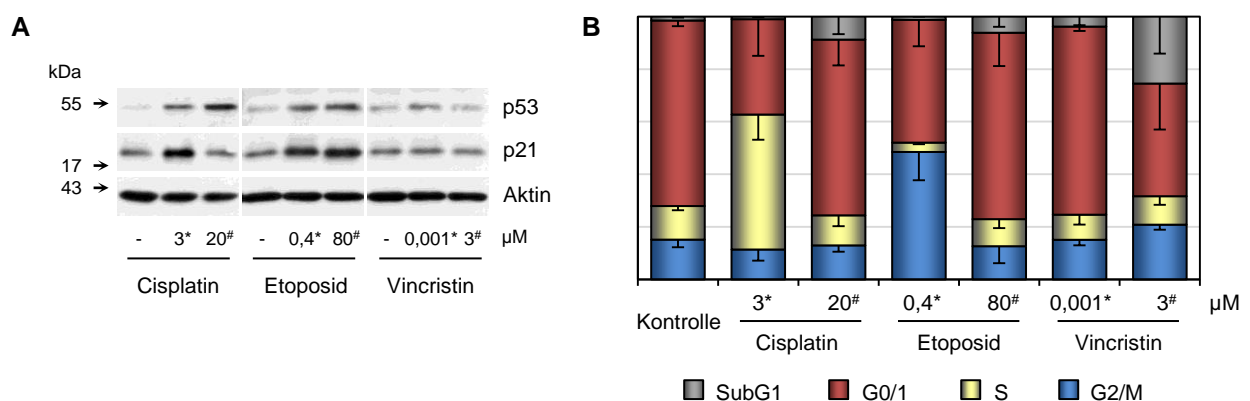 A
kDa
55
p53
p21
17
43
Aktin
- 3* 20# - 0,4* 80# - 0,001* 3# µM
Cisplatin Etoposid Vincristin
B
3* 20# 0,4* 80# 0,001* 3# µM
Kontrolle
Cisplatin Etoposid Vincristin
SubG1 G0/1 S G2/M